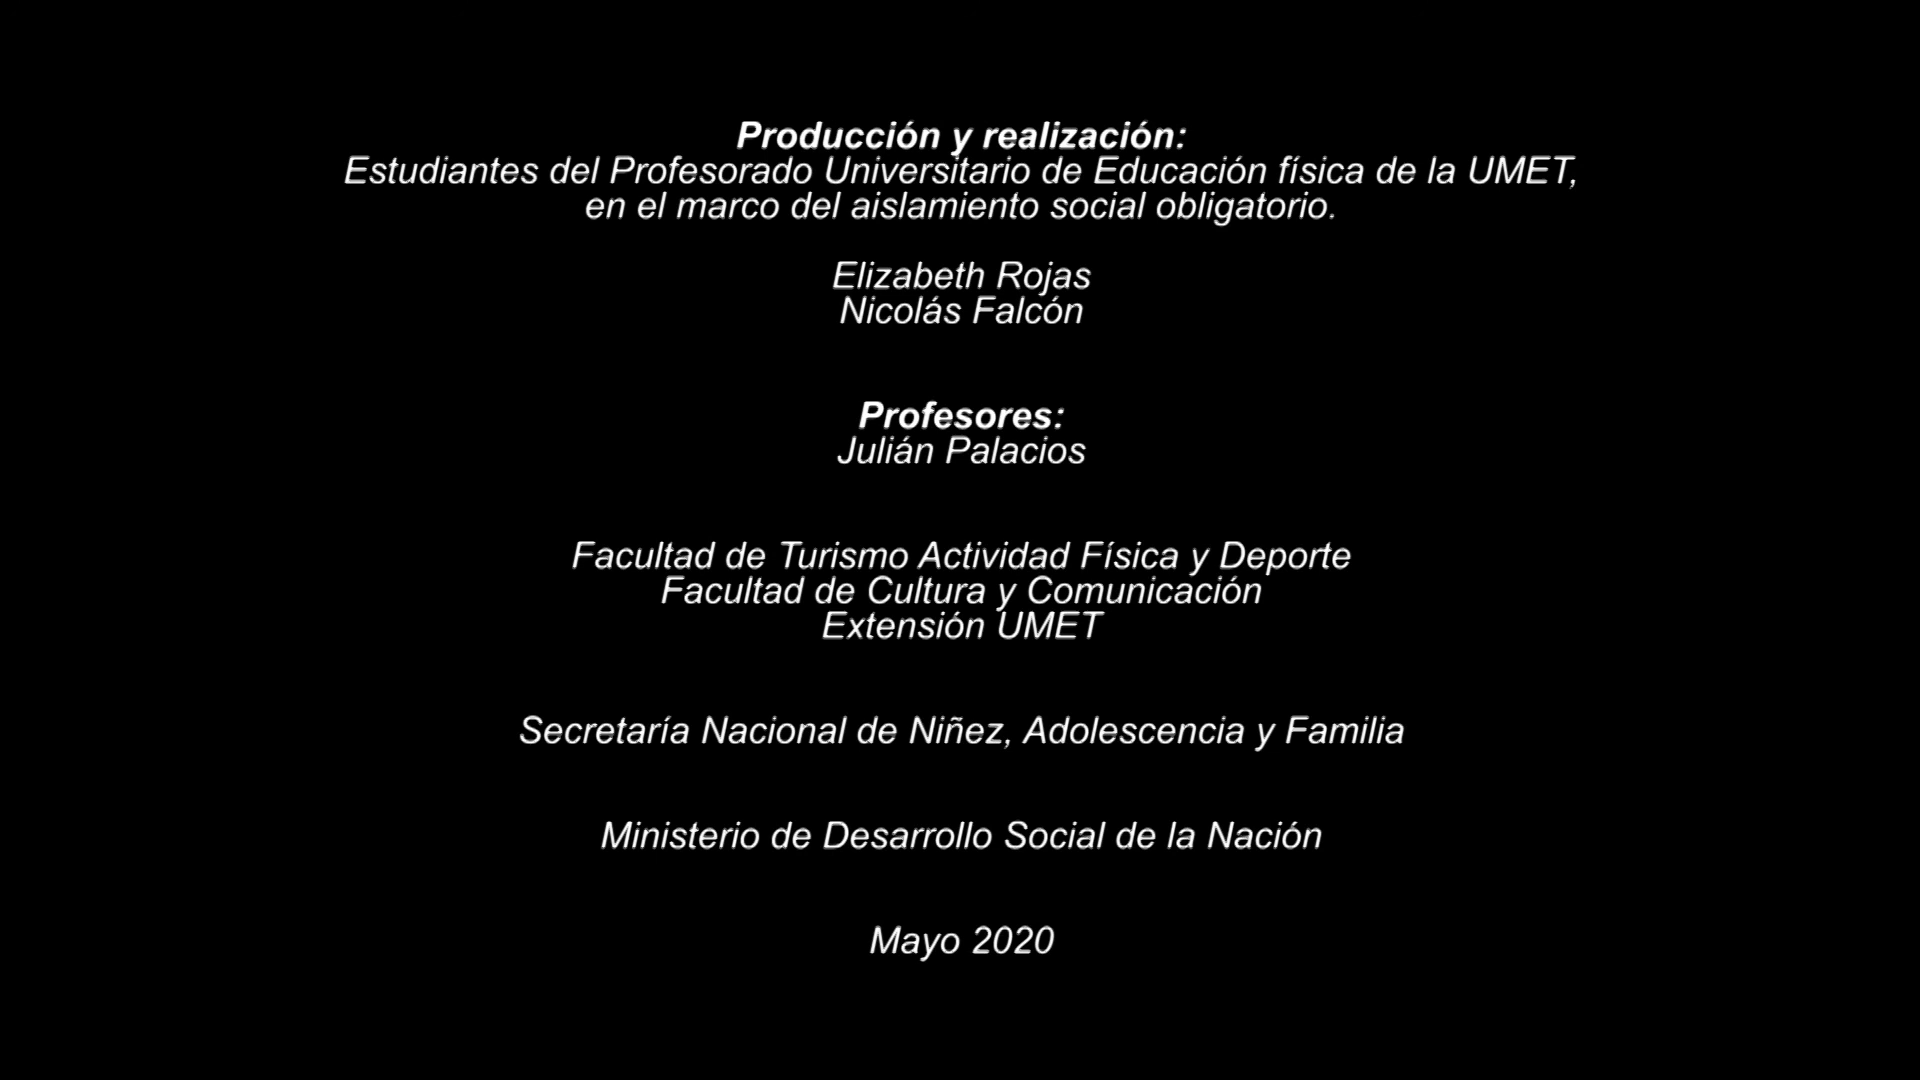 Producción y realización:
Estudiantes del Profesorado Universitario de Educación física de la UMET,
en el marco del aislamiento social obligatorio.
Elizabeth Rojas
Nicolás Falcón
Profesores:
Julián Palacios
Facultad de Turismo Actividad Física y Deporte
Facultad de Cultura y Comunicación
Extensión UMET
Secretaría Nacional de Niñez, Adolescencia y Familia
Ministerio de Desarrollo Social de la Nación
Mayo 2020